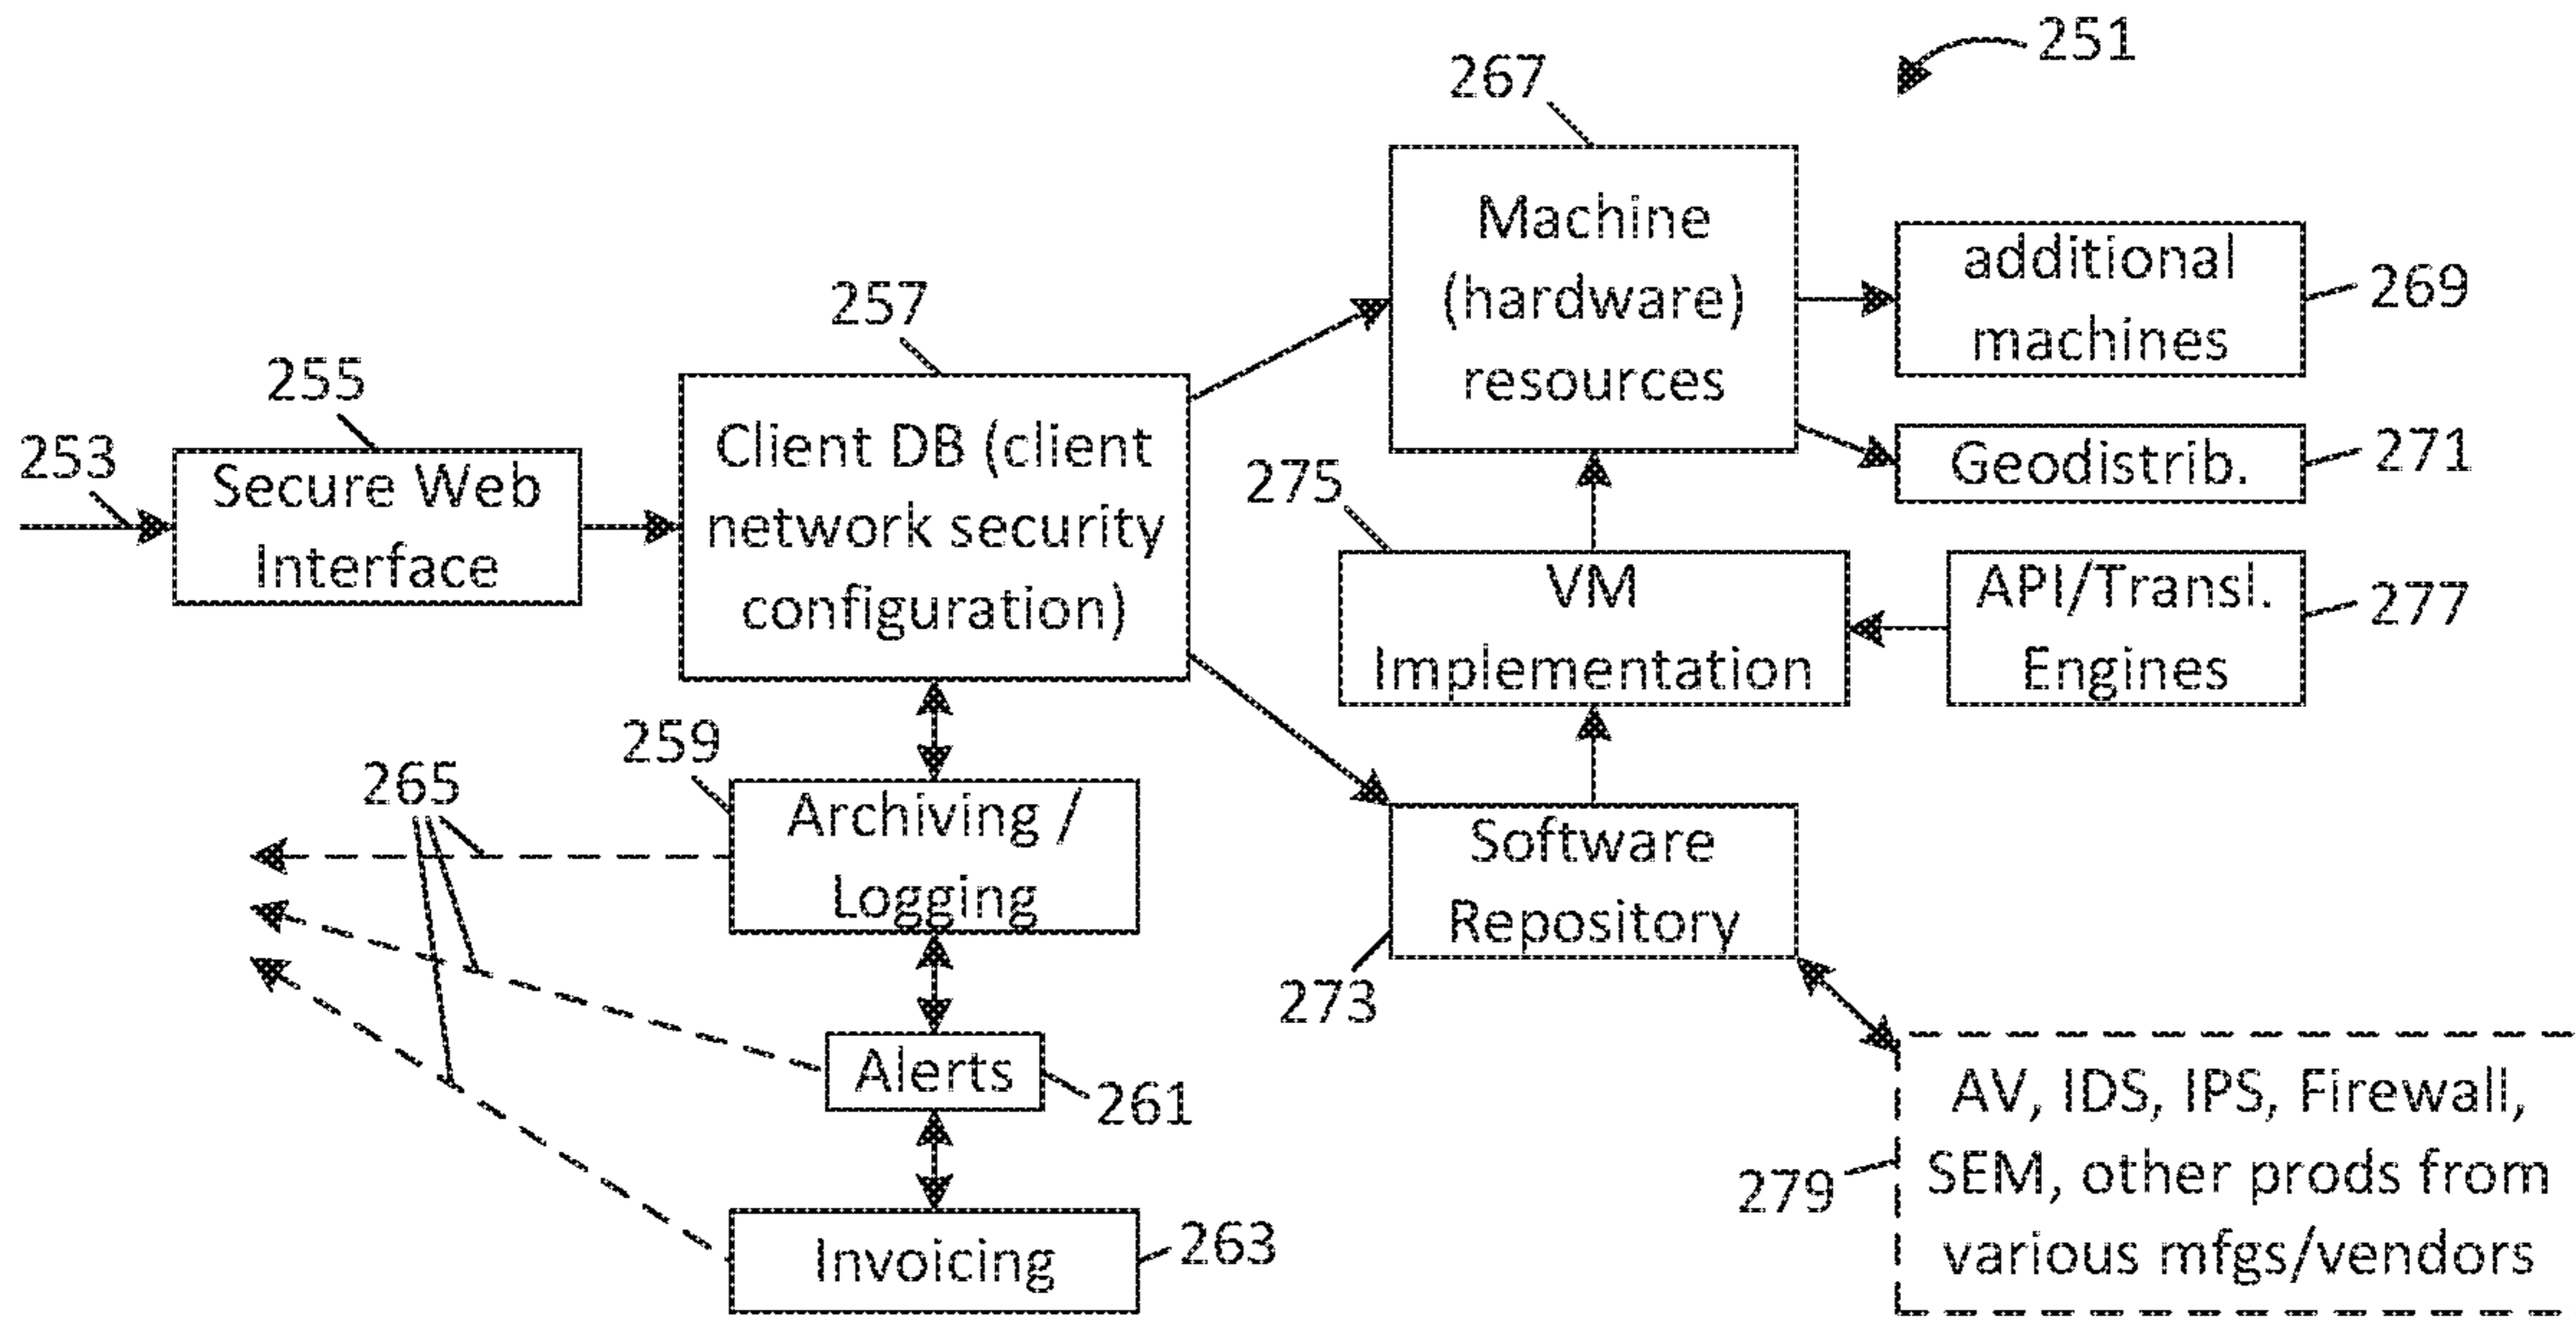 251
267
Machine
(hardware)
resources
additional
machines
269
257
Client DB (client
network security
configuration)
255
253
Secure Web
Interface
Geodistrib.
271
275
VM
Implementation
API/Transl.
Engines
277
259
Archiving /
Logging
265
Software
Repository
273
Alerts
261
AV, IDS, IPS, Firewall,
SEM, other prods from
various mfgs/vendors
279
Invoicing
263